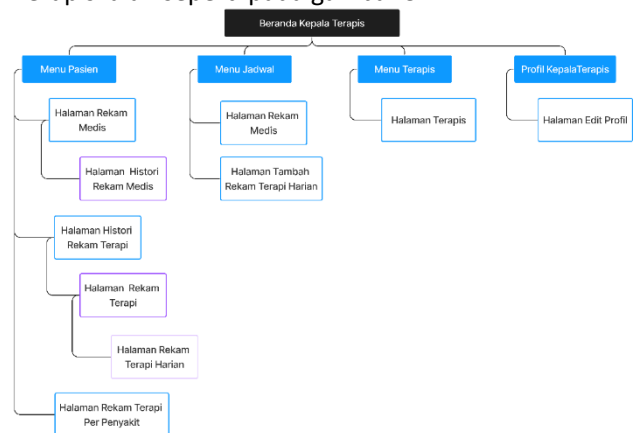 Beranda Kepala Terapis
Menu Pasien
Menu Jadwal
Menu Terapis
Profil KepalaTerapis
Halaman Rekam
Medis
Halaman Rekam
Medis
Halaman Terapis
Halaman Edit Profil
Halaman Histori
Rekam Medis
Halaman Tambah
Rekam Terapi Harian
Halaman Histori
Rekam Terapi
Halaman Rekam
Terapi
Halaman Rekam
Terapi Harian
Halaman Rekam Terapi
Per Penyakit